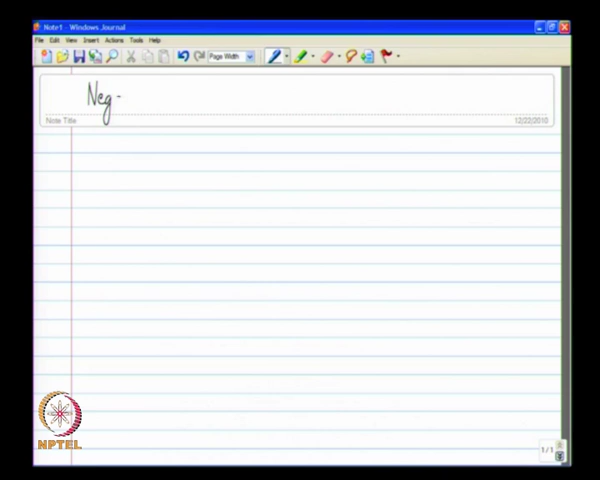 Note1 - Windows Journal
File Edit View Insert Actions Tools Help
Page Width
Neg -
Note Title
12/22/2010
NPTEL
1/1